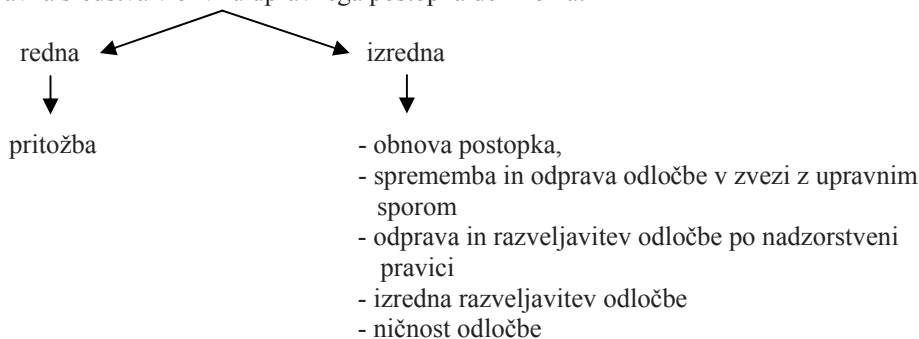 redna
izredna
pritožba
- obnova postopka,
- sprememba in odprava odločbe v zvezi z upravnim
sporom
- odprava in razveljavitev odločbe po nadzorstveni
pravici
- izredna razveljavitev odločbe
- ničnost odločbe